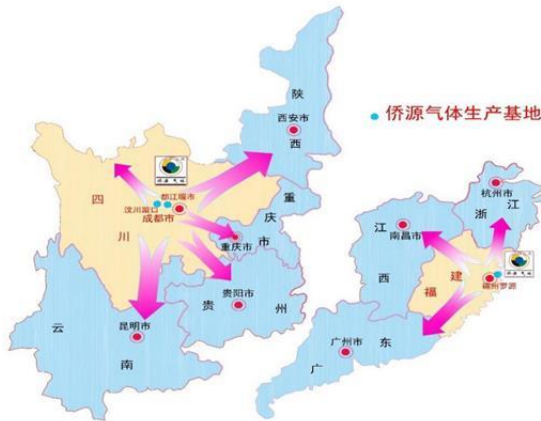 侨源气体生产基地
陕
西安市
西
四
川
都江堰市
汶川
成都市
重
庆
市
重庆市
贵
州
贵阳市
云
南
昆明市
杭州市
浙
江
江
西
南昌市
福
建
福州罗源
广
东
广州市